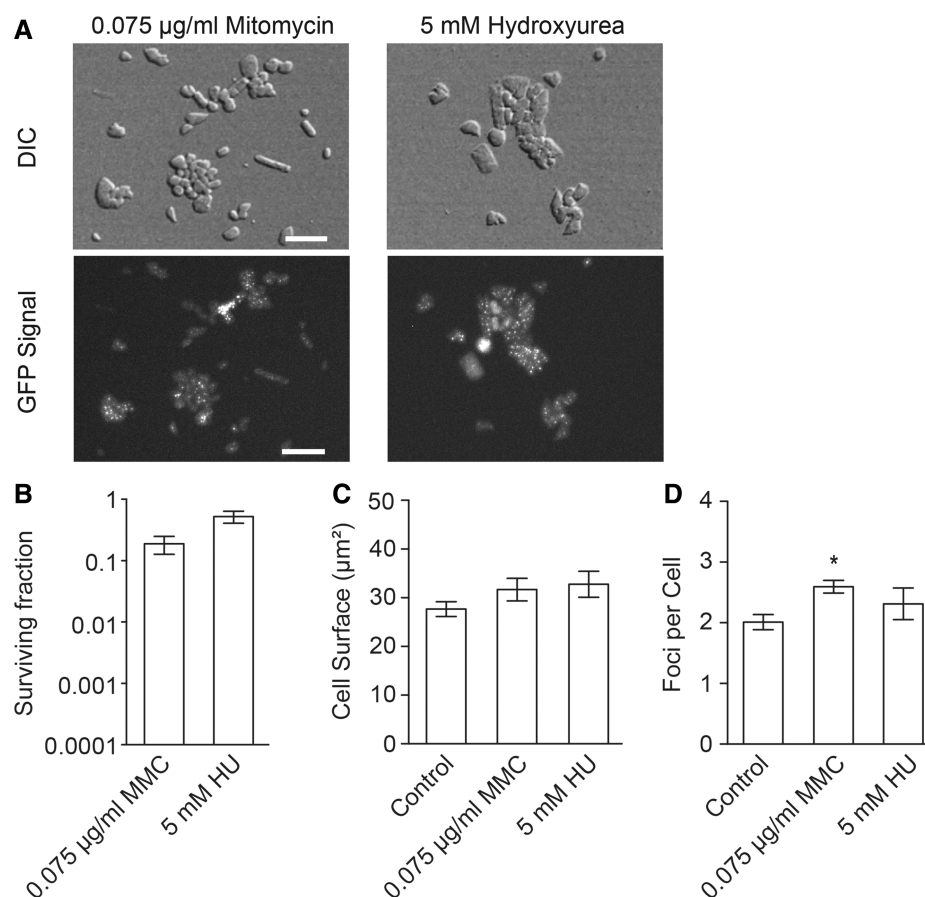 A
0.075 µg/ml Mitomycin
5 mM Hydroxyurea
DIC
GFP Signal
B
Surviving fraction
1
0.1
0.01
0.001
0.0001
0.075 µg/ml MMC
5 mM HU
C
Cell Surface (µm²)
50
40
30
20
10
0
Control
0.075 µg/ml MMC
5 mM HU
D
Foci per Cell
4
3
2
1
0
*
Control
0.075 µg/ml MMC
5 mM HU